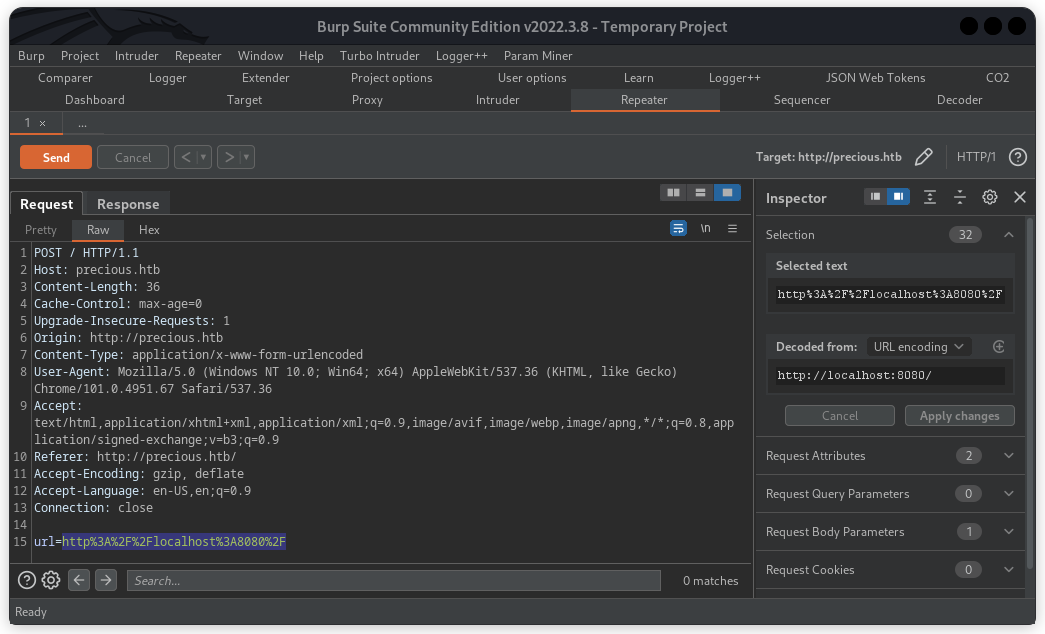 Burp Suite Community Edition v2022.3.8 - Temporary Project
Burp Project Intruder Repeater Window Help Turbo Intruder Logger++ Param Miner
Comparer Logger Extender Project options User options Learn Logger++ JSON Web Tokens CO2
Dashboard Target Proxy Intruder Repeater Sequencer Decoder
1 × ...
Send Cancel < > Target: http://precious.htb HTTP/1 ?
Request Response
Pretty Raw Hex \n
1 POST / HTTP/1.1
2 Host: precious.htb
3 Content-Length: 36
4 Cache-Control: max-age=0
5 Upgrade-Insecure-Requests: 1
6 Origin: http://precious.htb
7 Content-Type: application/x-www-form-urlencoded
8 User-Agent: Mozilla/5.0 (Windows NT 10.0; Win64; x64) AppleWebKit/537.36 (KHTML, like Gecko)
Chrome/101.0.4951.67 Safari/537.36
9 Accept:
text/html,application/xhtml+xml,application/xml;q=0.9,image/avif,image/webp,image/apng,*/*;q=0.8,app
lication/signed-exchange;v=b3;q=0.9
10 Referer: http://precious.htb/
11 Accept-Encoding: gzip, deflate
12 Accept-Language: en-US,en;q=0.9
13 Connection: close
14
15 url=http%3A%2F%2Flocalhost%3A8080%2F
? Search... 0 matches
Inspector
Selection 32
Selected text
http%3A%2F%2Flocalhost%3A8080%2F
Decoded from: URL encoding
http://localhost:8080/
Cancel Apply changes
Request Attributes 2
Request Query Parameters 0
Request Body Parameters 1
Request Cookies 0
Ready